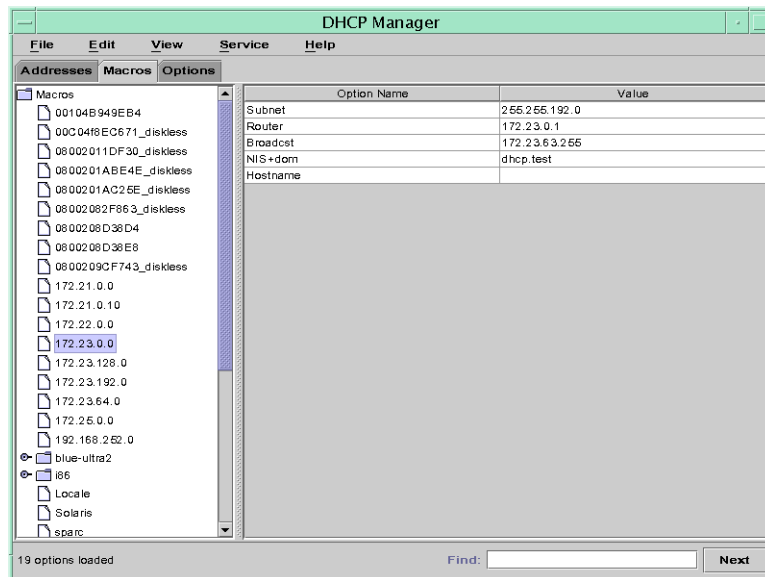 DHCP Manager
File Edit View Service Help
Addresses Macros Options
Macros
00104B949EB4
00C04f8EC671_diskless
08002011DF30_diskless
0800201ABE4E_diskless
0800201AC25E_diskless
08002082F863_diskless
0800208D38D4
0800208D38E8
0800209CF743_diskless
172.21.0.0
172.21.0.10
172.22.0.0
172.23.0.0
172.23.128.0
172.23.192.0
172.23.64.0
172.25.0.0
192.168.252.0
blue-ultra2
i86
Locale
Solaris
sparc
Option Name Value
Subnet 255.255.192.0
Router 172.23.0.1
Broadcst 172.23.63.255
NIS+dom dhcp.test
Hostname
19 options loaded
Find: Next